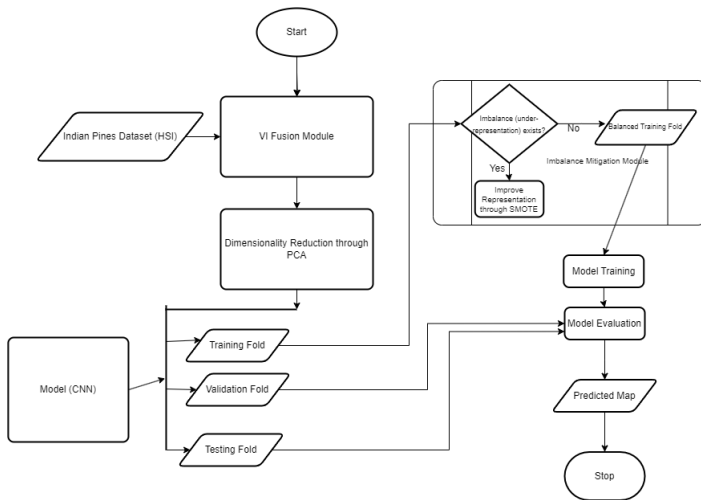 Start
Indian Pines Dataset (HSI)
VI Fusion Module
Dimensionality Reduction through
PCA
Model (CNN)
Training Fold
Validation Fold
Testing Fold
Imbalance (under-
representation) exists?
No
Balanced Training Fold
Imbalance Mitigation Module
Yes
Improve
Representation
through SMOTE
Model Training
Model Evaluation
Predicted Map
Stop